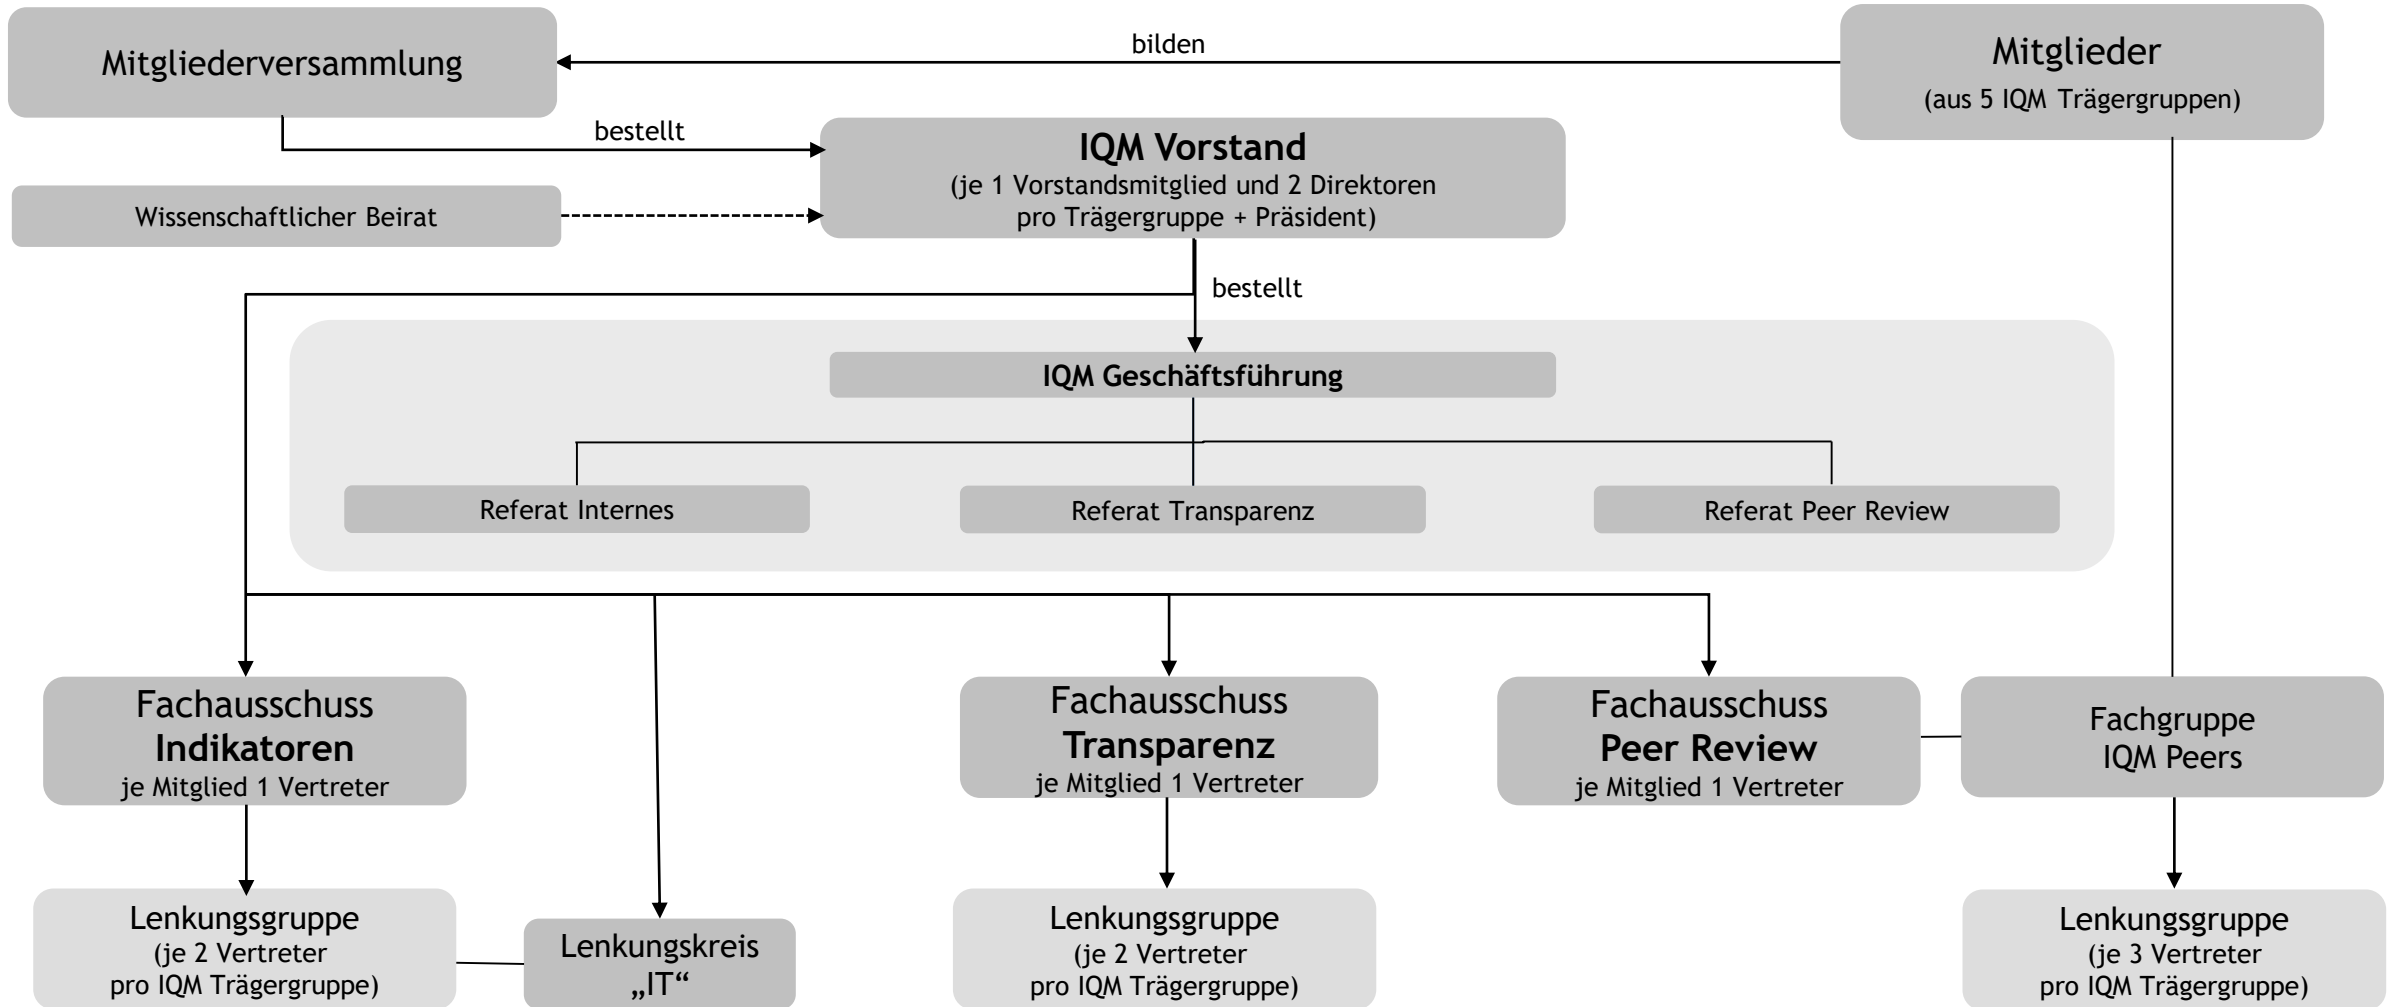 Mitgliederversammlung
bilden
Mitglieder
(aus 5 IQM Trägergruppen)
bestellt
IQM Vorstand
(je 1 Vorstandsmitglied und 2 Direktoren
pro Trägergruppe + Präsident)
Wissenschaftlicher Beirat
bestellt
IQM Geschäftsführung
Referat Internes
Referat Transparenz
Referat Peer Review
Fachausschuss
Indikatoren
je Mitglied 1 Vertreter
Fachausschuss
Transparenz
je Mitglied 1 Vertreter
Fachausschuss
Peer Review
je Mitglied 1 Vertreter
Fachgruppe
IQM Peers
Lenkungsgruppe
(je 2 Vertreter
pro IQM Trägergruppe)
Lenkungskreis
„IT“
Lenkungsgruppe
(je 2 Vertreter
pro IQM Trägergruppe)
Lenkungsgruppe
(je 3 Vertreter
pro IQM Trägergruppe)